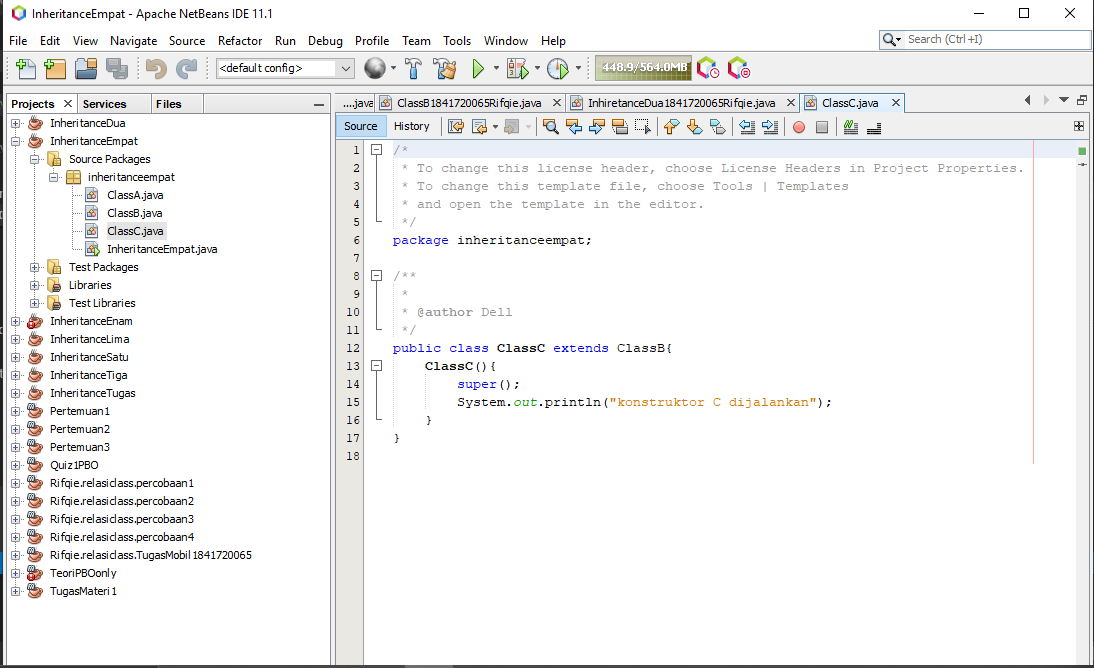 InheritanceEmpat - Apache NetBeans IDE 11.1
File Edit View Navigate Source Refactor Run Debug Profile Team Tools Window Help
Search (Ctrl+I)
<default config>
448.9/564.0MB
Projects Services Files
....java ClassB1841720065Rifqie.java InhiretanceDua1841720065Rifqie.java ClassC.java
Source History
InheritanceDua
InheritanceEmpat
Source Packages
inheritanceempat
ClassA.java
ClassB.java
ClassC.java
InheritanceEmpat.java
Test Packages
Libraries
Test Libraries
InheritanceEnam
InheritanceLima
InheritanceSatu
InheritanceTiga
InheritanceTugas
Pertemuan1
Pertemuan2
Pertemuan3
Quiz1PBO
Rifqie.relasiclass.percobaan1
Rifqie.relasiclass.percobaan2
Rifqie.relasiclass.percobaan3
Rifqie.relasiclass.percobaan4
Rifqie.relasiclass.TugasMobil1841720065
TeoriPBOonly
TugasMateri1
1 /*
2 * To change this license header, choose License Headers in Project Properties.
3 * To change this template file, choose Tools | Templates
4 * and open the template in the editor.
5 */
6 package inheritanceempat;
7
8 /**
9 *
10 * @author Dell
11 */
12 public class ClassC extends ClassB{
13 ClassC(){
14 super();
15 System.out.println("konstruktor C dijalankan");
16 }
17 }
18